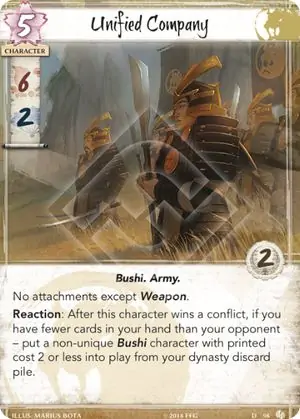 Unified Company
5
CHARACTER
6
2
2
Bushi. Army.
No attachments except Weapon.
Reaction: After this character wins a conflict, if you
have fewer cards in your hand than your opponent
– put a non-unique Bushi character with printed
cost 2 or less into play from your dynasty discard
pile.
ILLUS: MARIUS BOTA
D